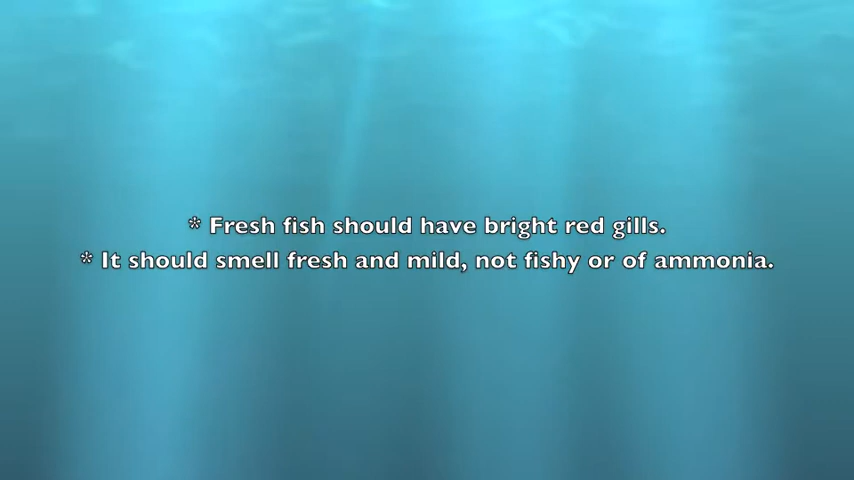 * Fresh fish should have bright red gills.
* It should smell fresh and mild, not fishy or of ammonia.